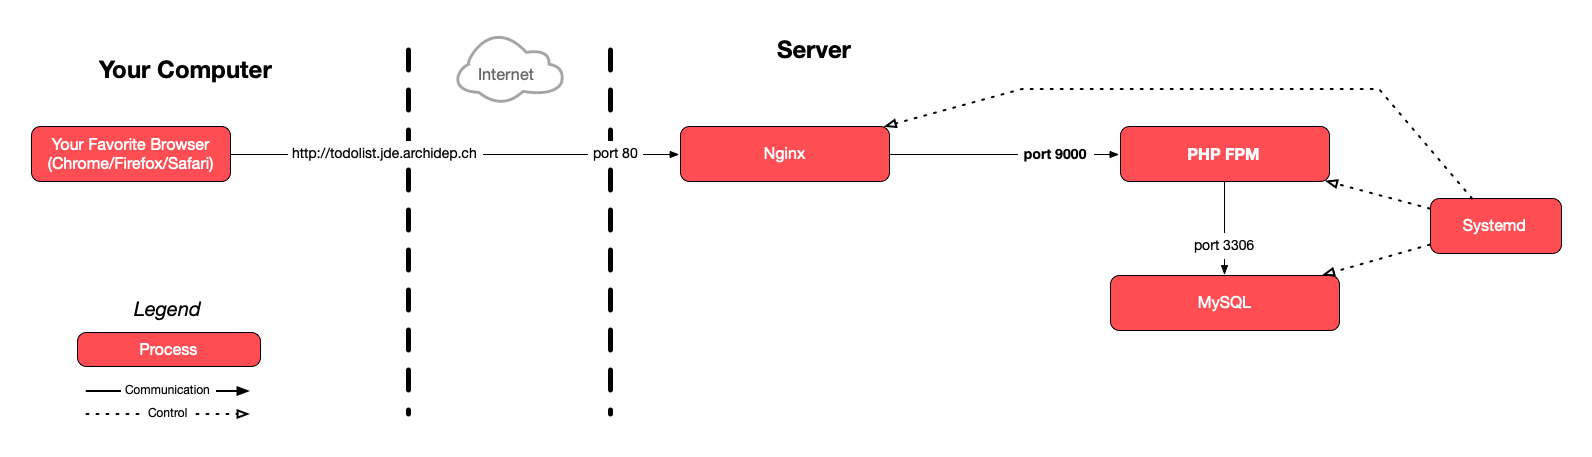 Your Computer
Internet
Server
Your Favorite Browser
(Chrome/Firefox/Safari)
http://todolist.jde.archidep.ch
port 80
Nginx
port 9000
PHP FPM
Systemd
port 3306
MySQL
Legend
Process
Communication
Control